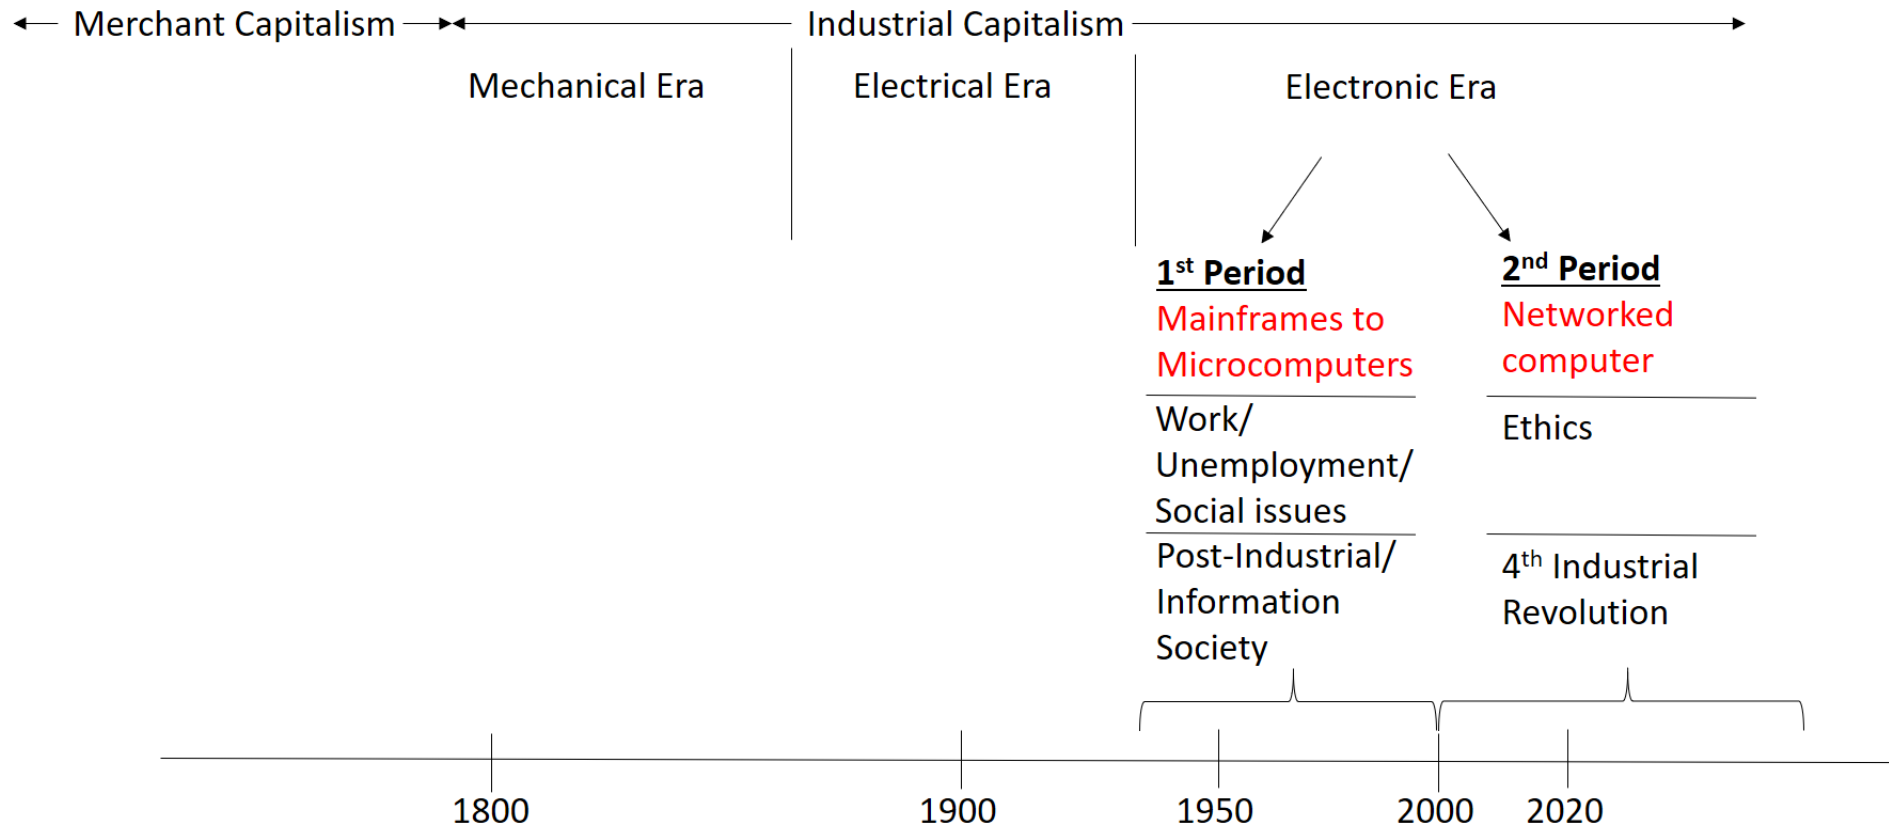 Merchant Capitalism
Industrial Capitalism
Mechanical Era
Electrical Era
Electronic Era
1st Period
Mainframes to
Microcomputers
Work/
Unemployment/
Social issues
Post-Industrial/
Information
Society
2nd Period
Networked
computer
Ethics
4th Industrial
Revolution
1800
1900
1950
2000
2020